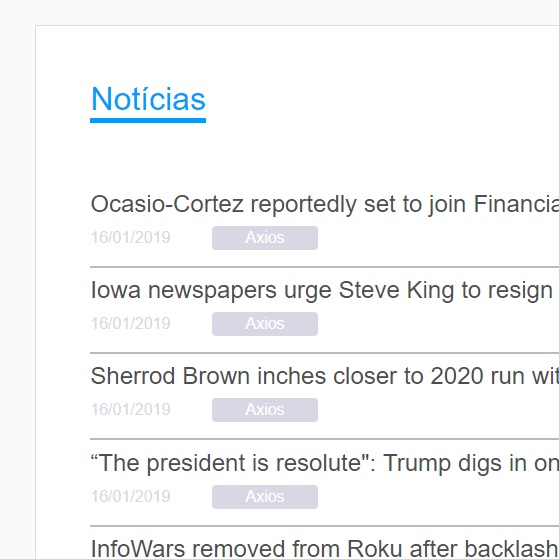 Notícias
Ocasio-Cortez reportedly set to join
16/01/2019 Axios
Iowa newspapers urge Steve King to resign
16/01/2019 Axios
Sherrod Brown inches closer to 2020 run
16/01/2019 Axios
“The president is resolute": Trump digs in on
16/01/2019 Axios
InfoWars removed from Roku after backlash